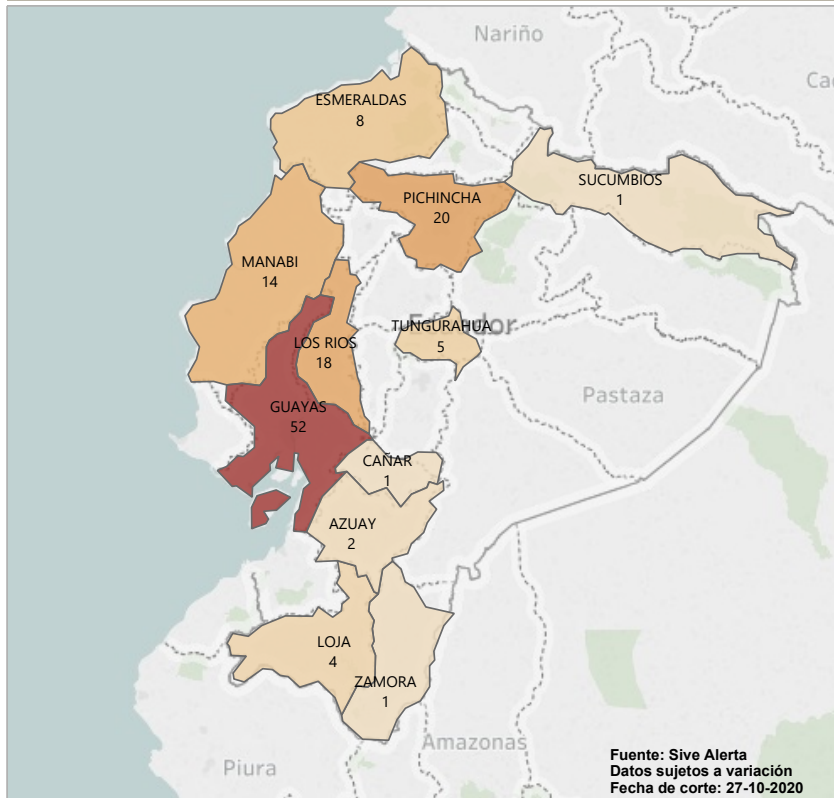 Nariño
Ca
ESMERALDAS
8
SUCUMBIOS
1
PICHINCHA
20
MANABI
14
Ecuador
TUNGURAHUA
5
LOS RIOS
18
Pastaza
GUAYAS
52
CAÑAR
1
AZUAY
2
LOJA
4
ZAMORA
1
Amazonas
Piura
Fuente: Sive Alerta
Datos sujetos a variación
Fecha de corte: 27-10-2020